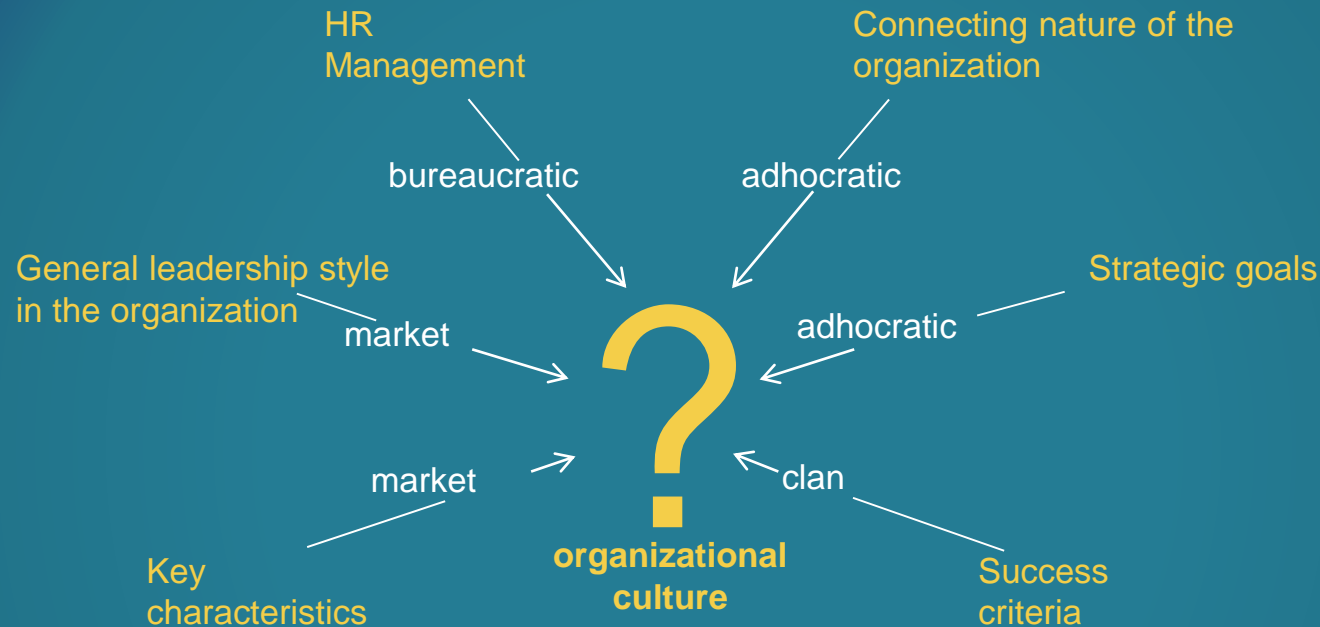 HR
Management
Connecting nature of the
organization
bureaucratic
adhocratic
General leadership style
in the organization
Strategic goals
market
adhocratic
?
market
clan
organizational
culture
Key
characteristics
Success
criteria